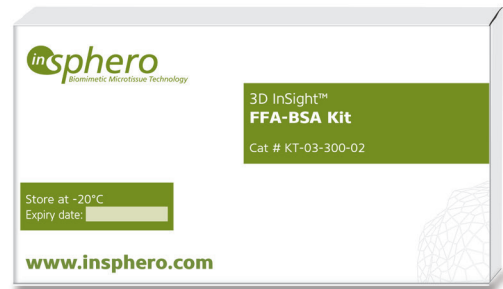 insphero
Biomimetic Microtissue Technology
3D InSight™
FFA-BSA Kit
Cat # KT-03-300-02
Store at -20°C
Expiry date:
www.insphero.com